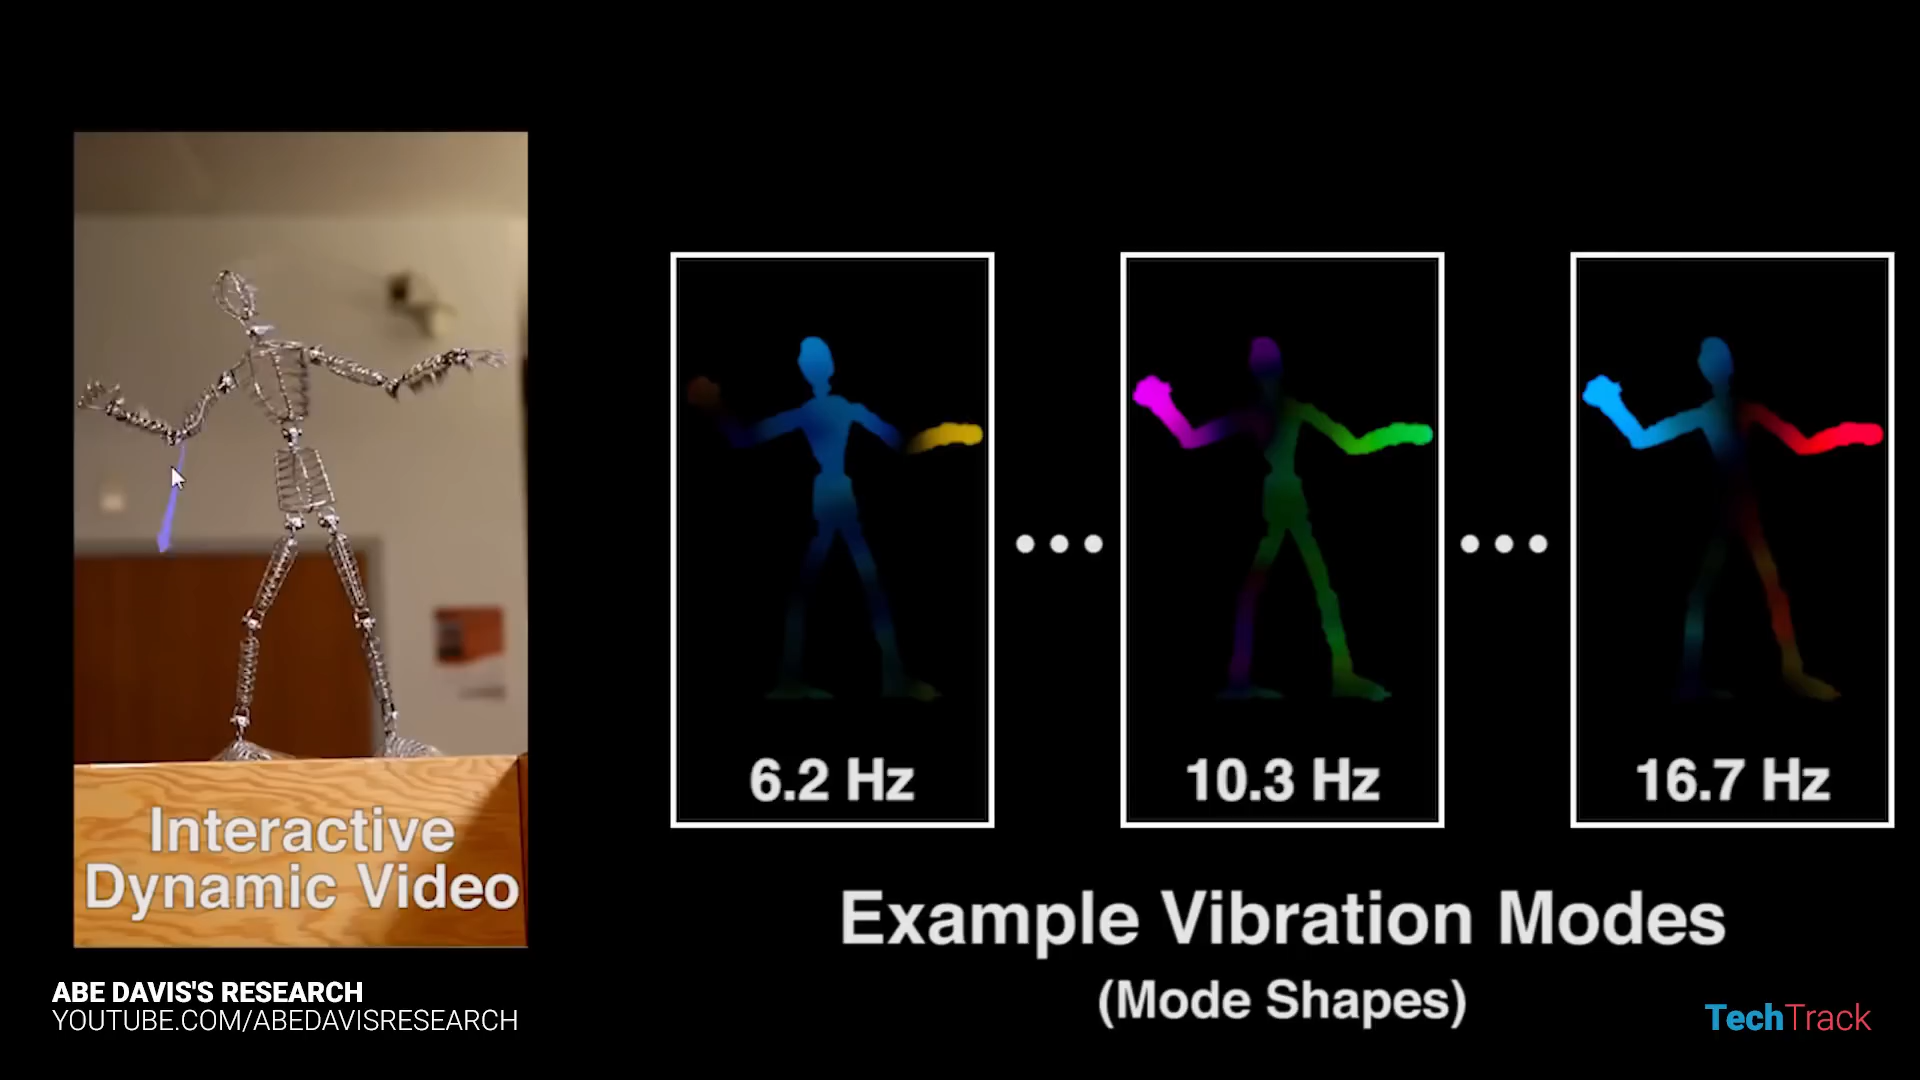 Interactive
Dynamic Video
6.2 Hz
10.3 Hz
16.7 Hz
Example Vibration Modes
(Mode Shapes)
ABE DAVIS'S RESEARCH
YOUTUBE.COM/ABEDAVISRESEARCH
TechTrack